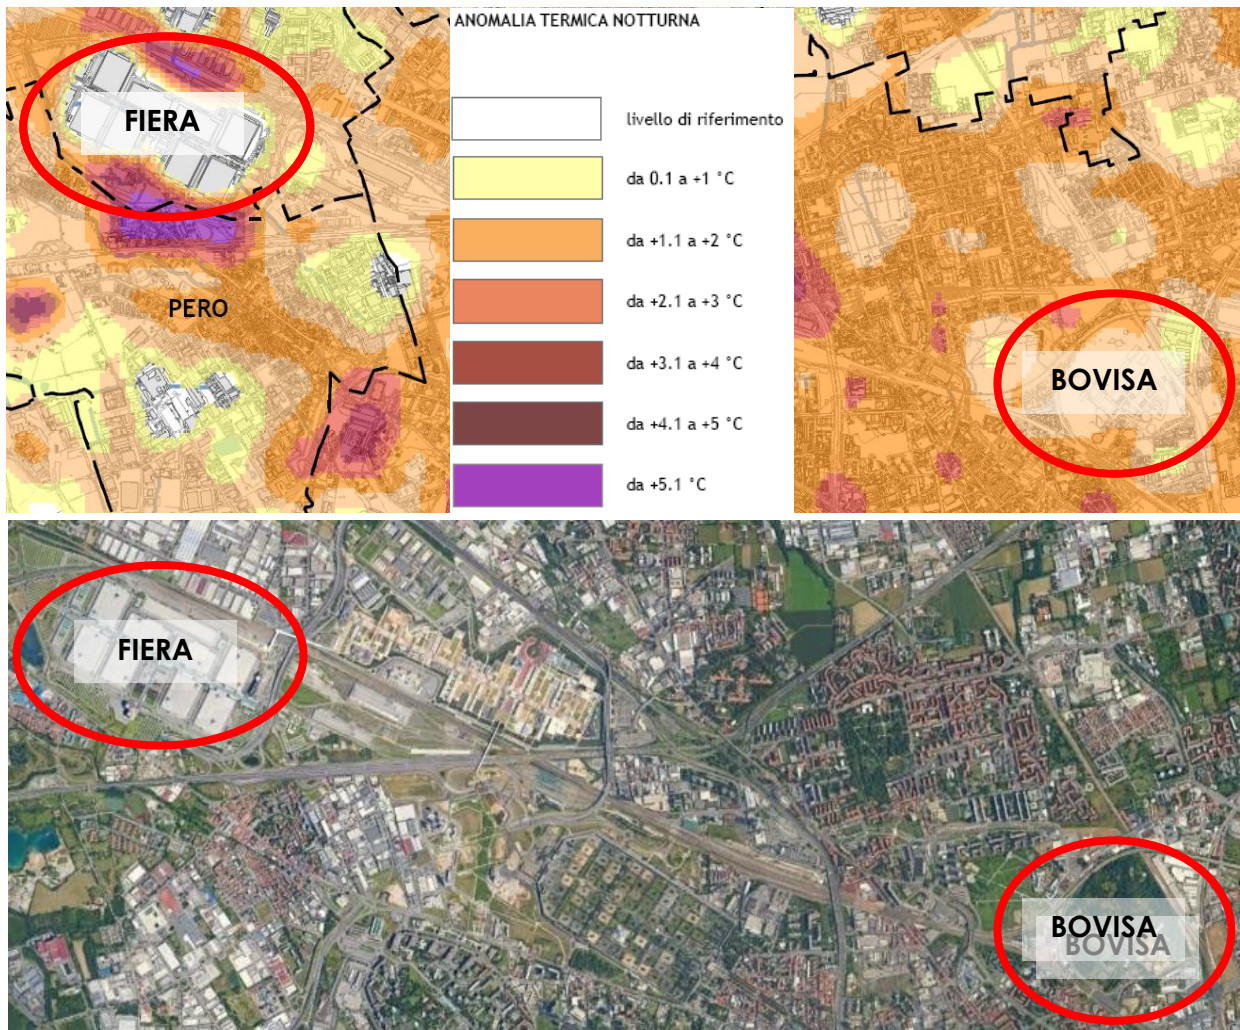 ANOMALIA TERMICA NOTTURNA
livello di riferimento
da 0.1 a +1 °C
da +1.1 a +2 °C
da +2.1 a +3 °C
da +3.1 a +4 °C
da +4.1 a +5 °C
da +5.1 °C
FIERA
PERO
BOVISA
FIERA
BOVISA
BOVISA